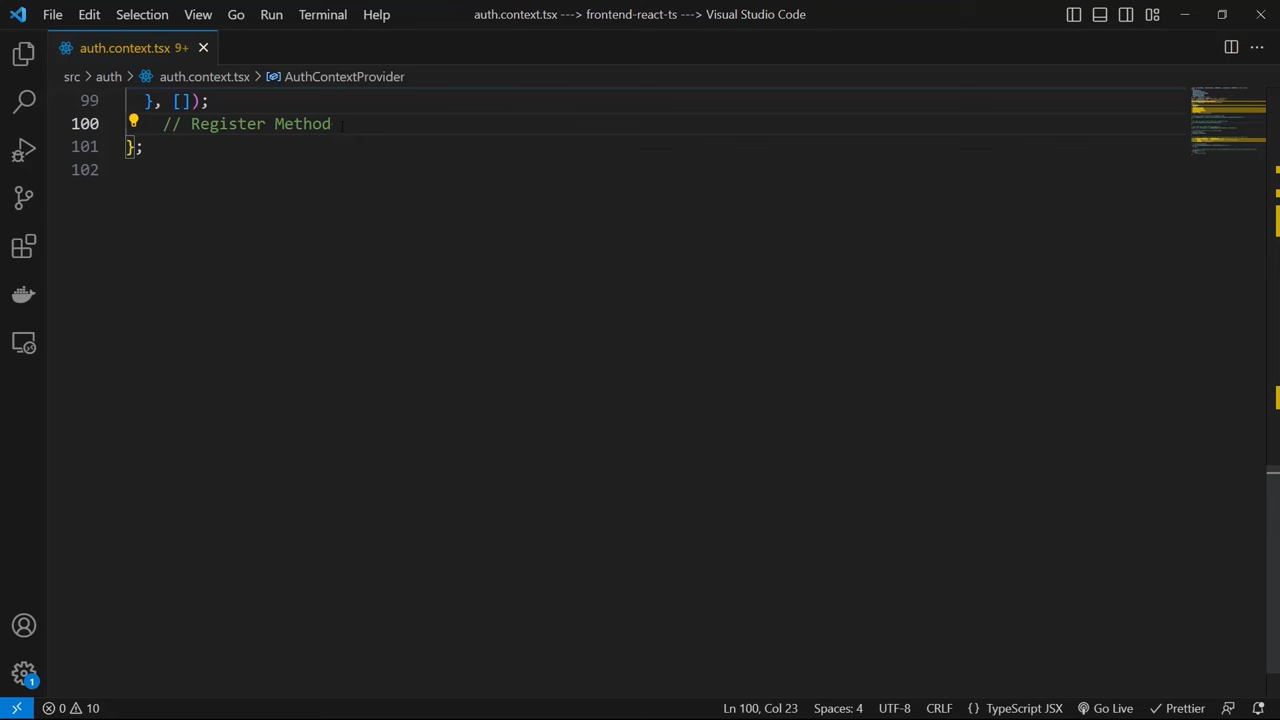 File Edit Selection View Go Run Terminal Help
auth.context.tsx ---> frontend-react-ts ---> Visual Studio Code
auth.context.tsx 9+
src > auth > auth.context.tsx > AuthContextProvider
99 }, []);
100 // Register Method
101 };
102
1
0 10
Ln 100, Col 23
Spaces: 4
UTF-8
CRLF
{ } TypeScript JSX
Go Live
Prettier